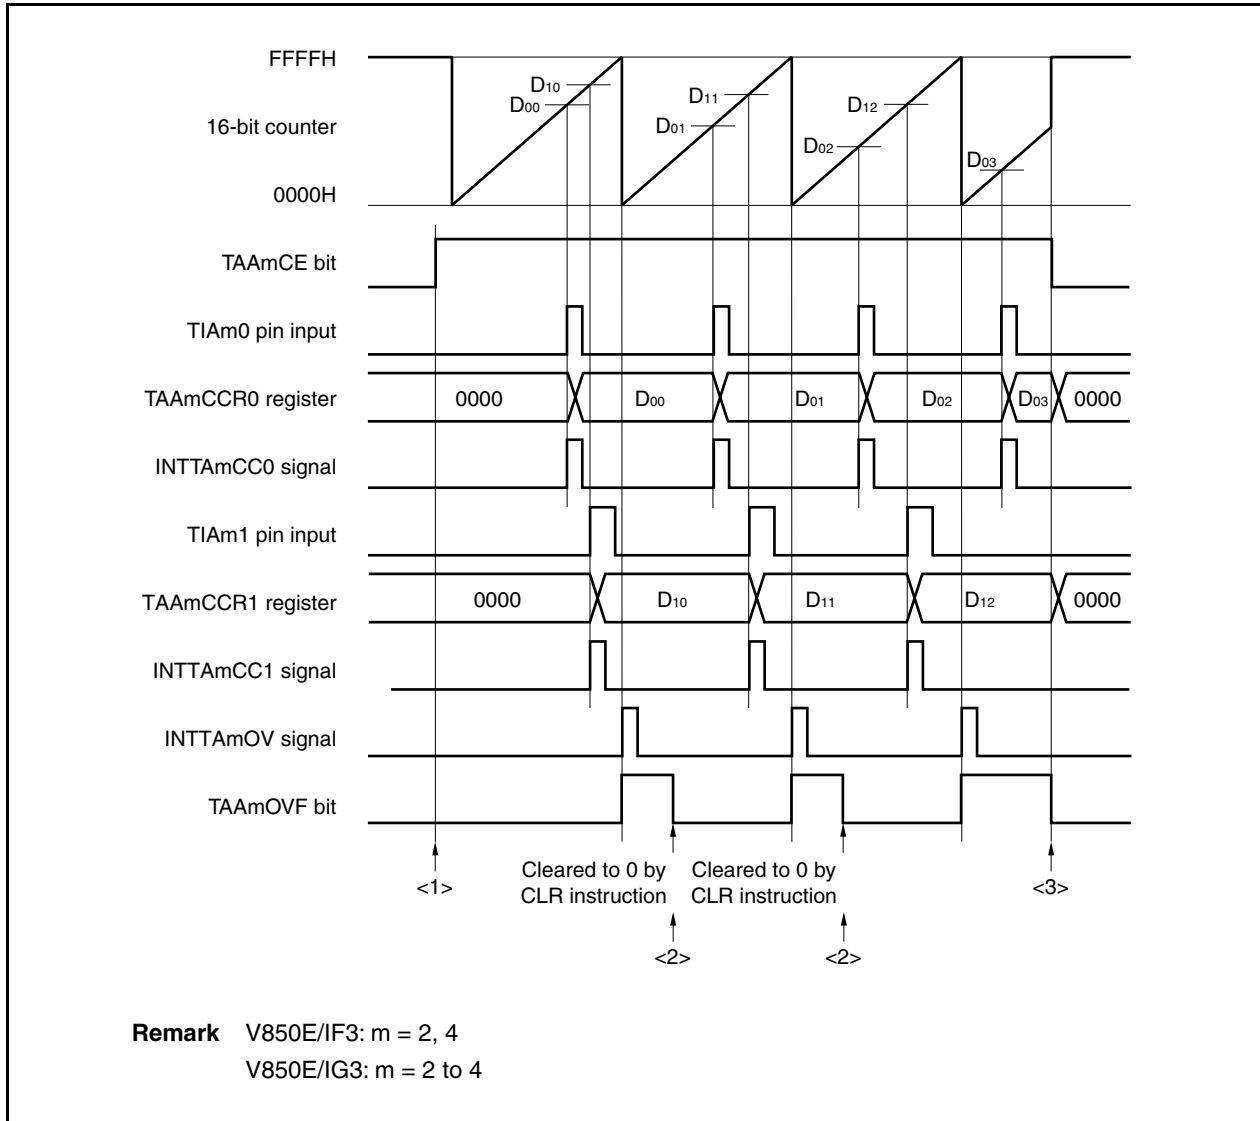 FFFFH
D10
D00
D11
D01
D12
D02
D03
16-bit counter
0000H
TAAmCE bit
TIAm0 pin input
TAAmCCR0 register
0000 D00 D01 D02 D03 0000
INTTAmCC0 signal
TIAm1 pin input
TAAmCCR1 register
0000 D10 D11 D12 0000
INTTAmCC1 signal
INTTAmOV signal
TAAmOVF bit
<1>
Cleared to 0 by
CLR instruction
<2>
Cleared to 0 by
CLR instruction
<2>
<3>
Remark V850E/IF3: m = 2, 4
V850E/IG3: m = 2 to 4